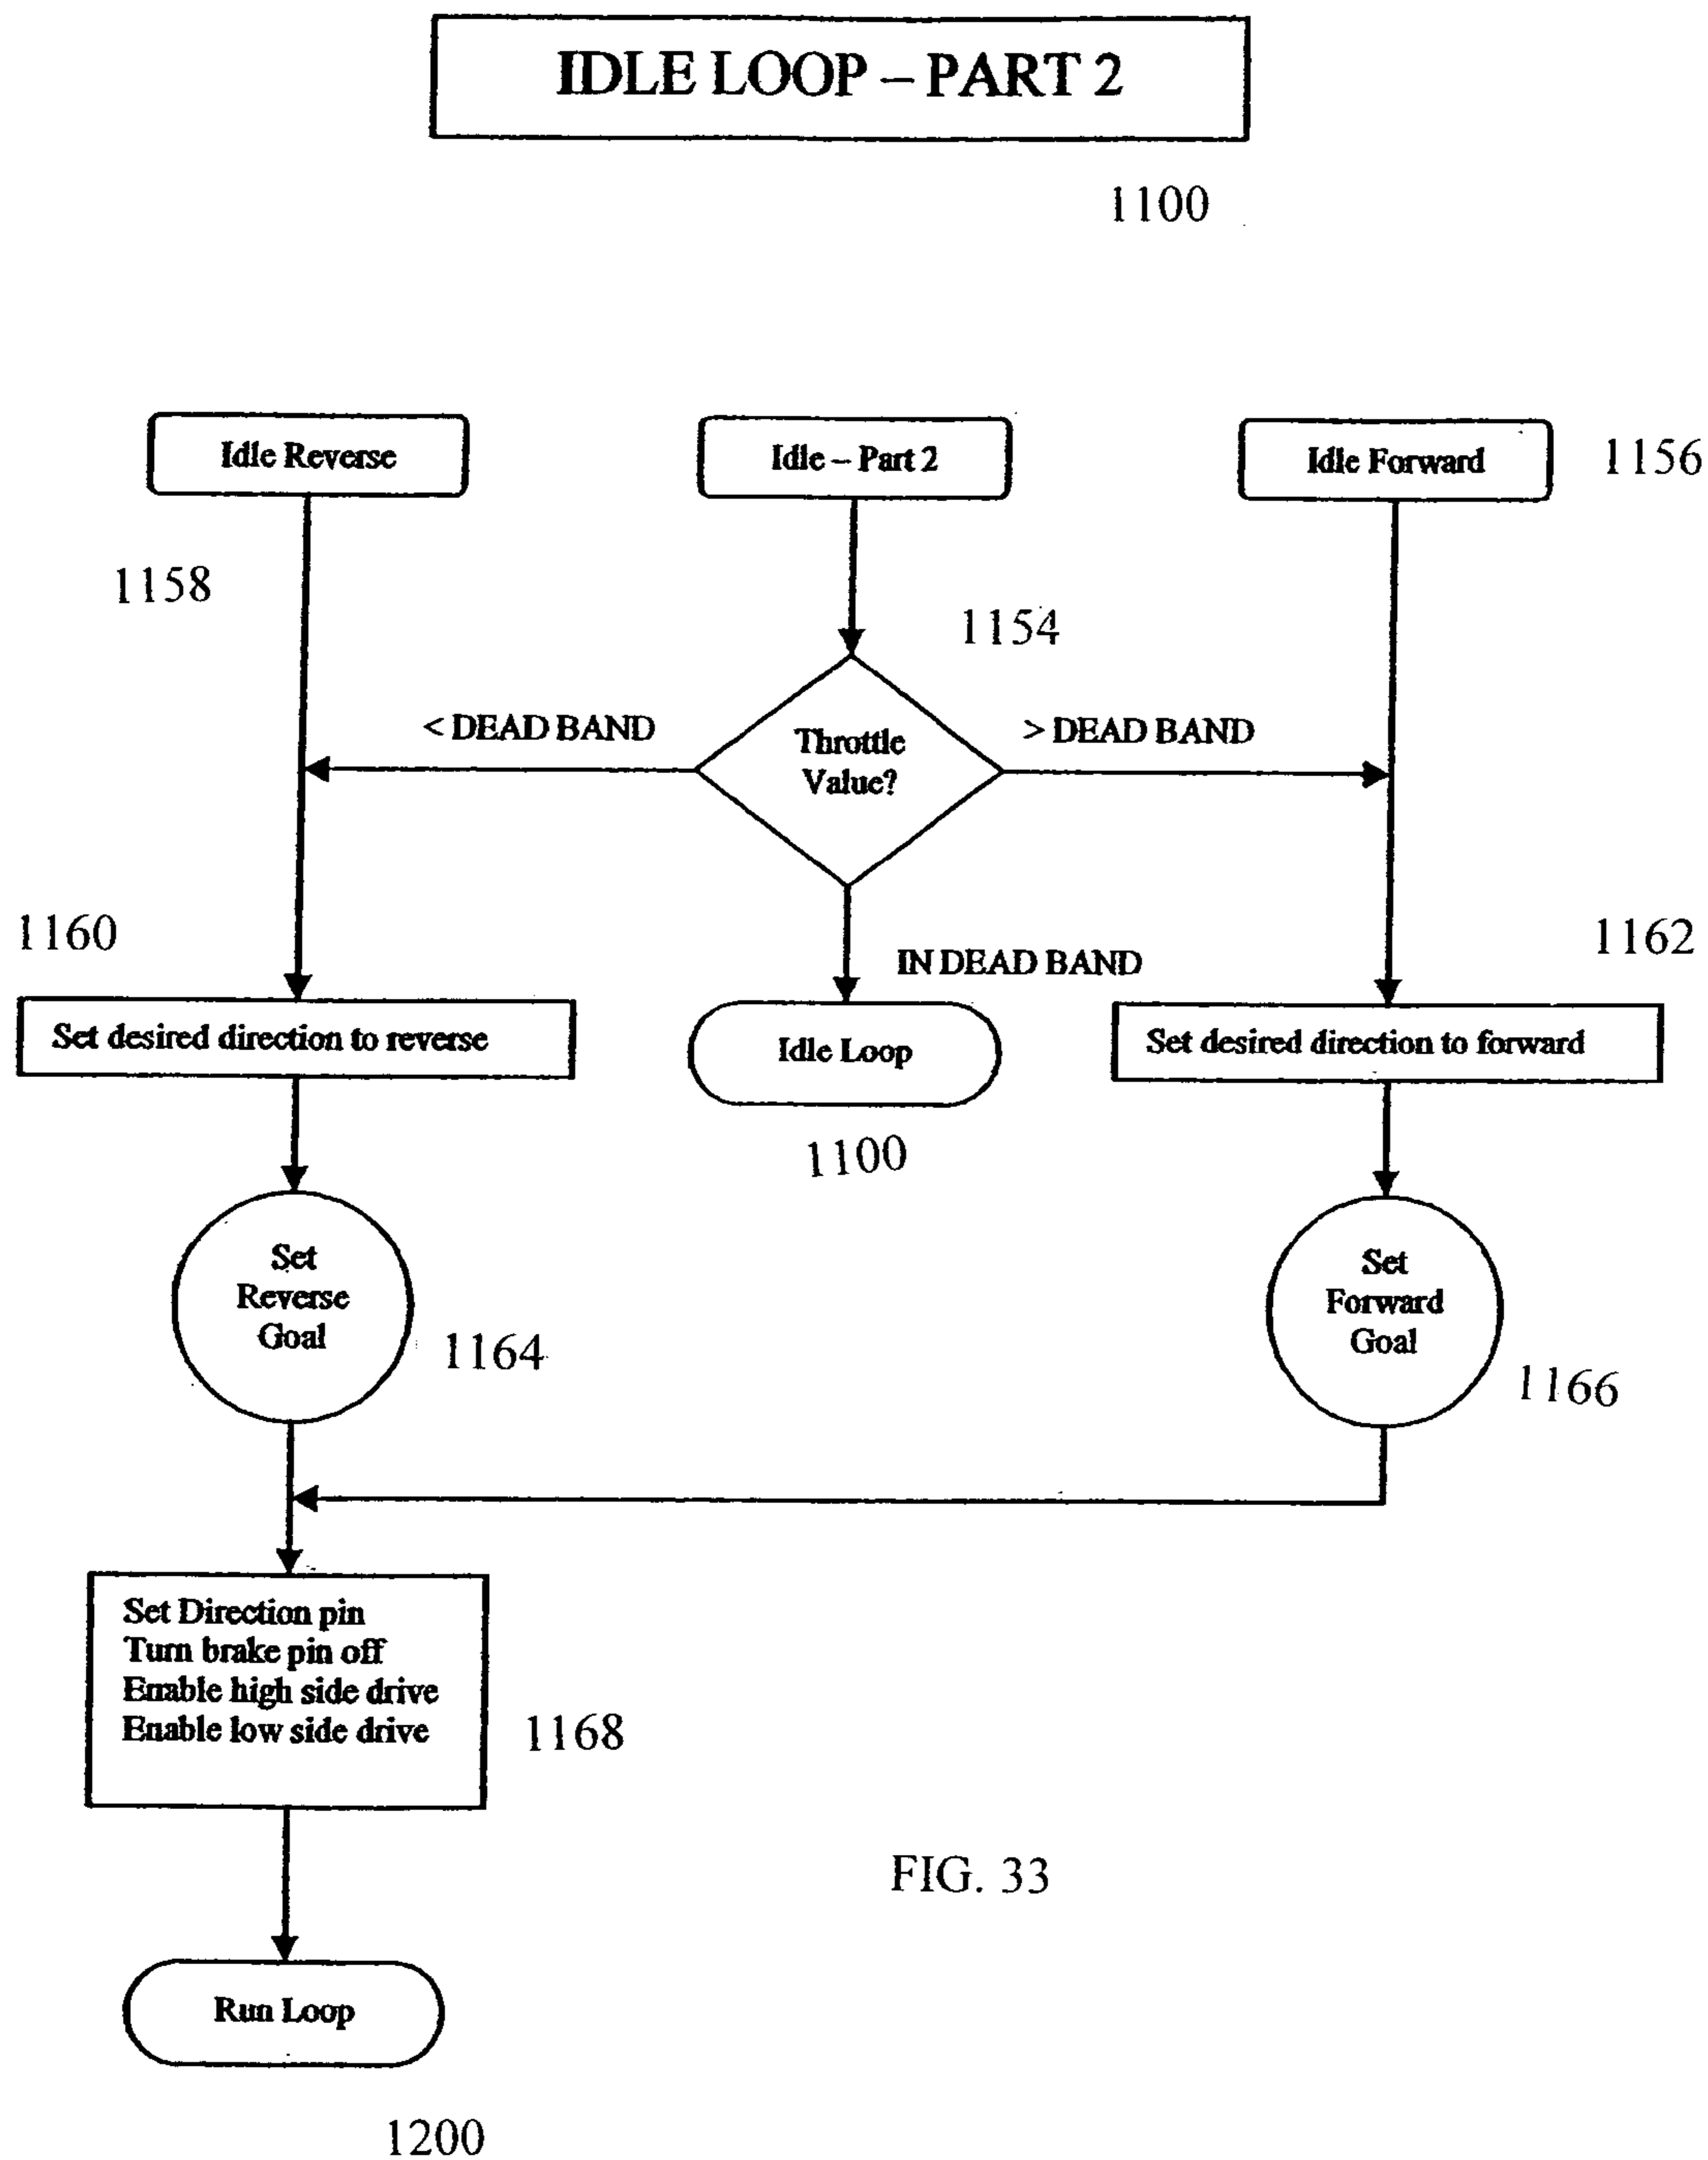 IDLE LOOP – PART 2
1100
Idle Reverse
Idle – Part 2
Idle Forward
1156
1158
1154
< DEAD BAND
Throttle
Value?
> DEAD BAND
1160
IN DEAD BAND
1162
Set desired direction to reverse
Idle Loop
Set desired direction to forward
1100
Set
Reverse
Goal
1164
Set
Forward
Goal
1166
Set Direction pin
Turn brake pin off
Enable high side drive
Enable low side drive
1168
FIG. 33
Run Loop
1200